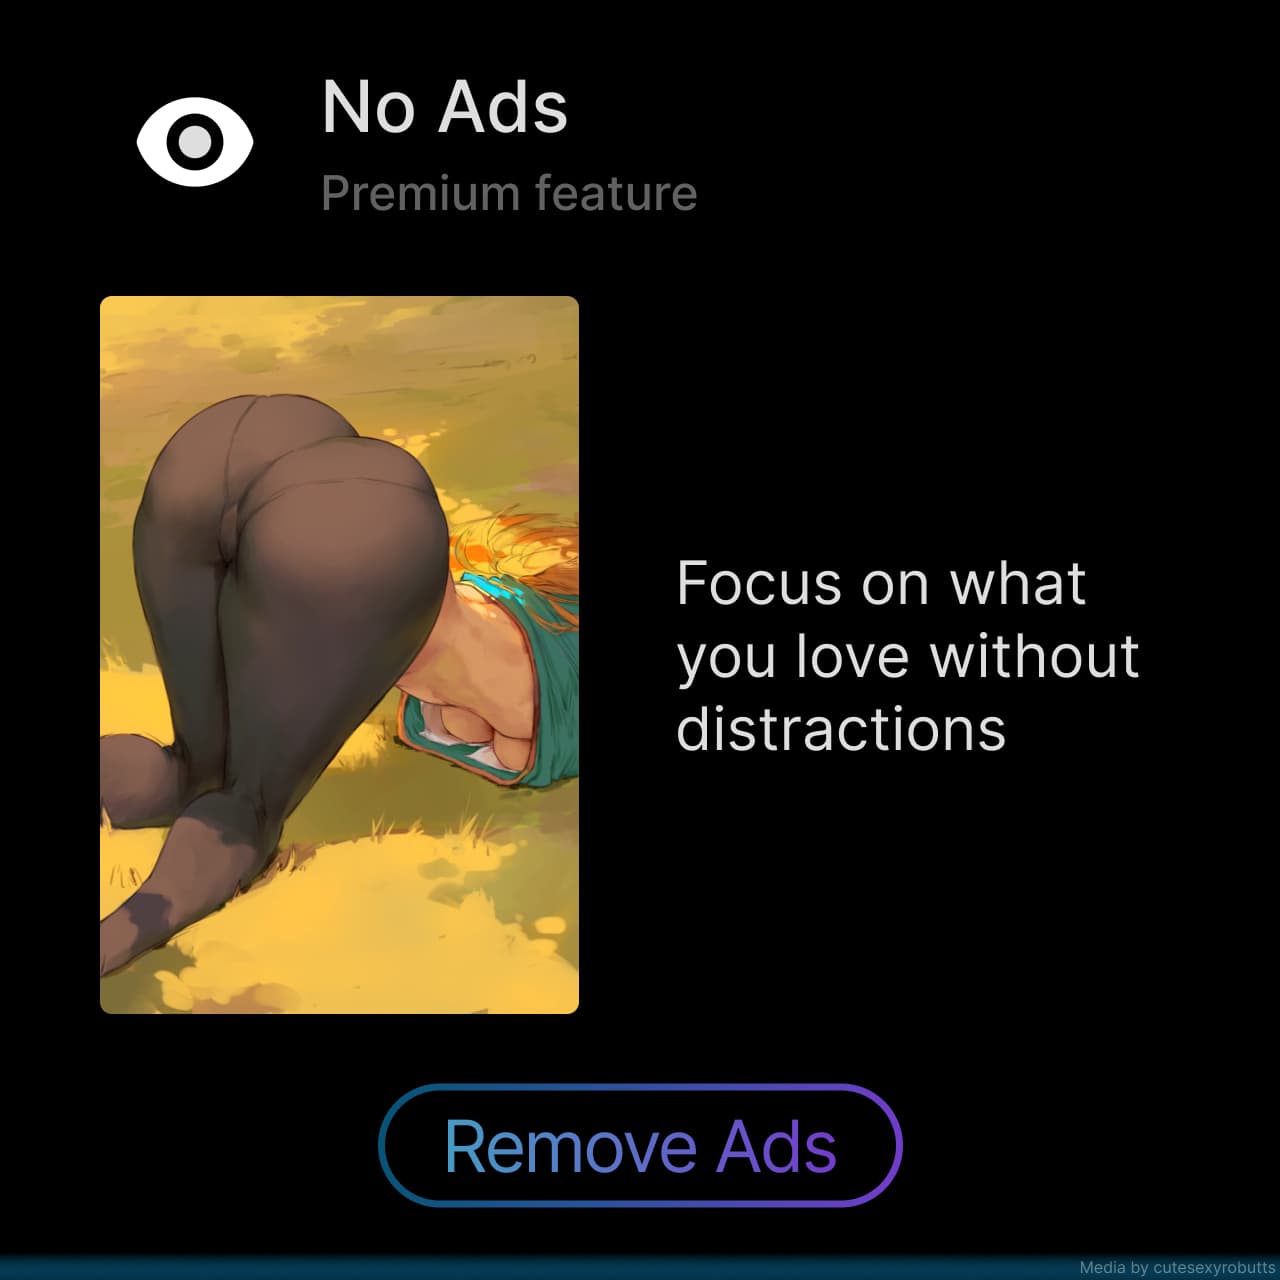 No Ads
Premium feature
Focus on what
you love without
distractions
Remove Ads
Media by cutesexyrobutts